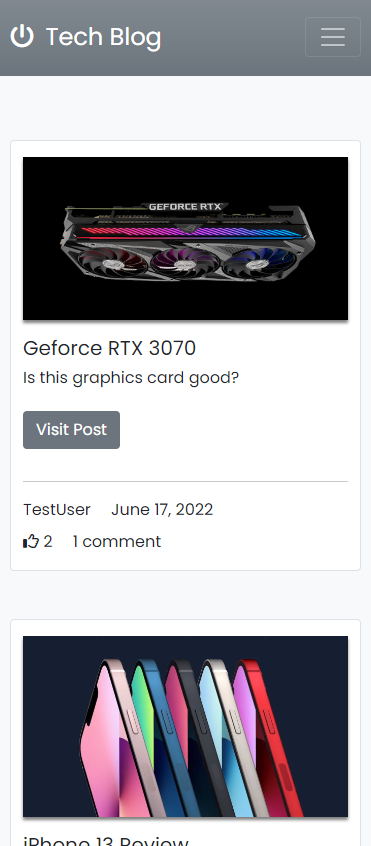 Tech Blog
GEFORCE RTX
Geforce RTX 3070
Is this graphics card good?
Visit Post
TestUser June 17, 2022
2 1 comment
iPhone 13 Review